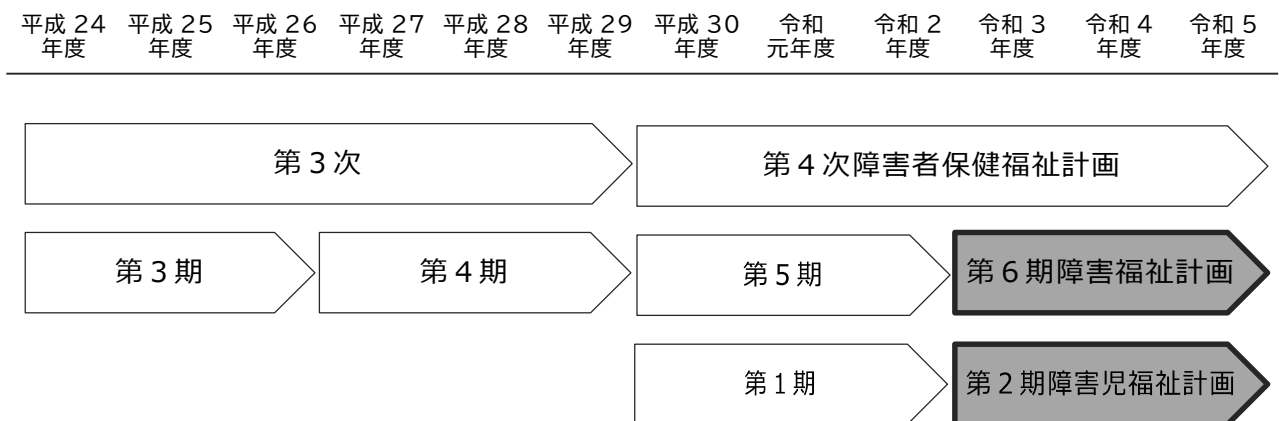 平成 24 平成 25 平成 26 平成 27 平成 28 平成 29 平成 30 令和 令和 2 令和 3 令和 4 令和 5
年度 年度 年度 年度 年度 年度 年度 元年度 年度 年度 年度 年度
第3次 第4次障害者保健福祉計画
第3期 第4期 第5期 第6期障害福祉計画
第1期 第2期障害児福祉計画